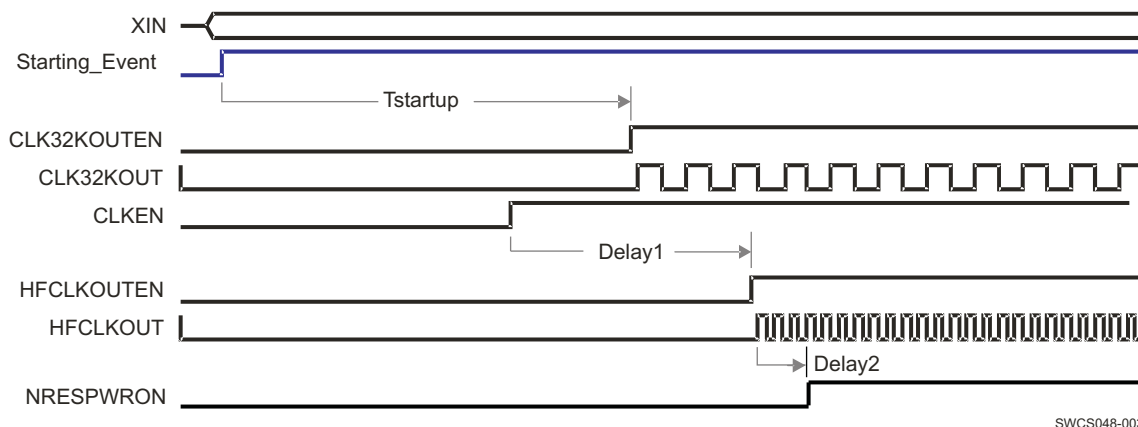 XIN
Starting_Event
Tstartup
CLK32KOUTEN
CLK32KOUT
CLKEN
Delay1
HFCLKOUTEN
HFCLKOUT
Delay2
NRESPWRON